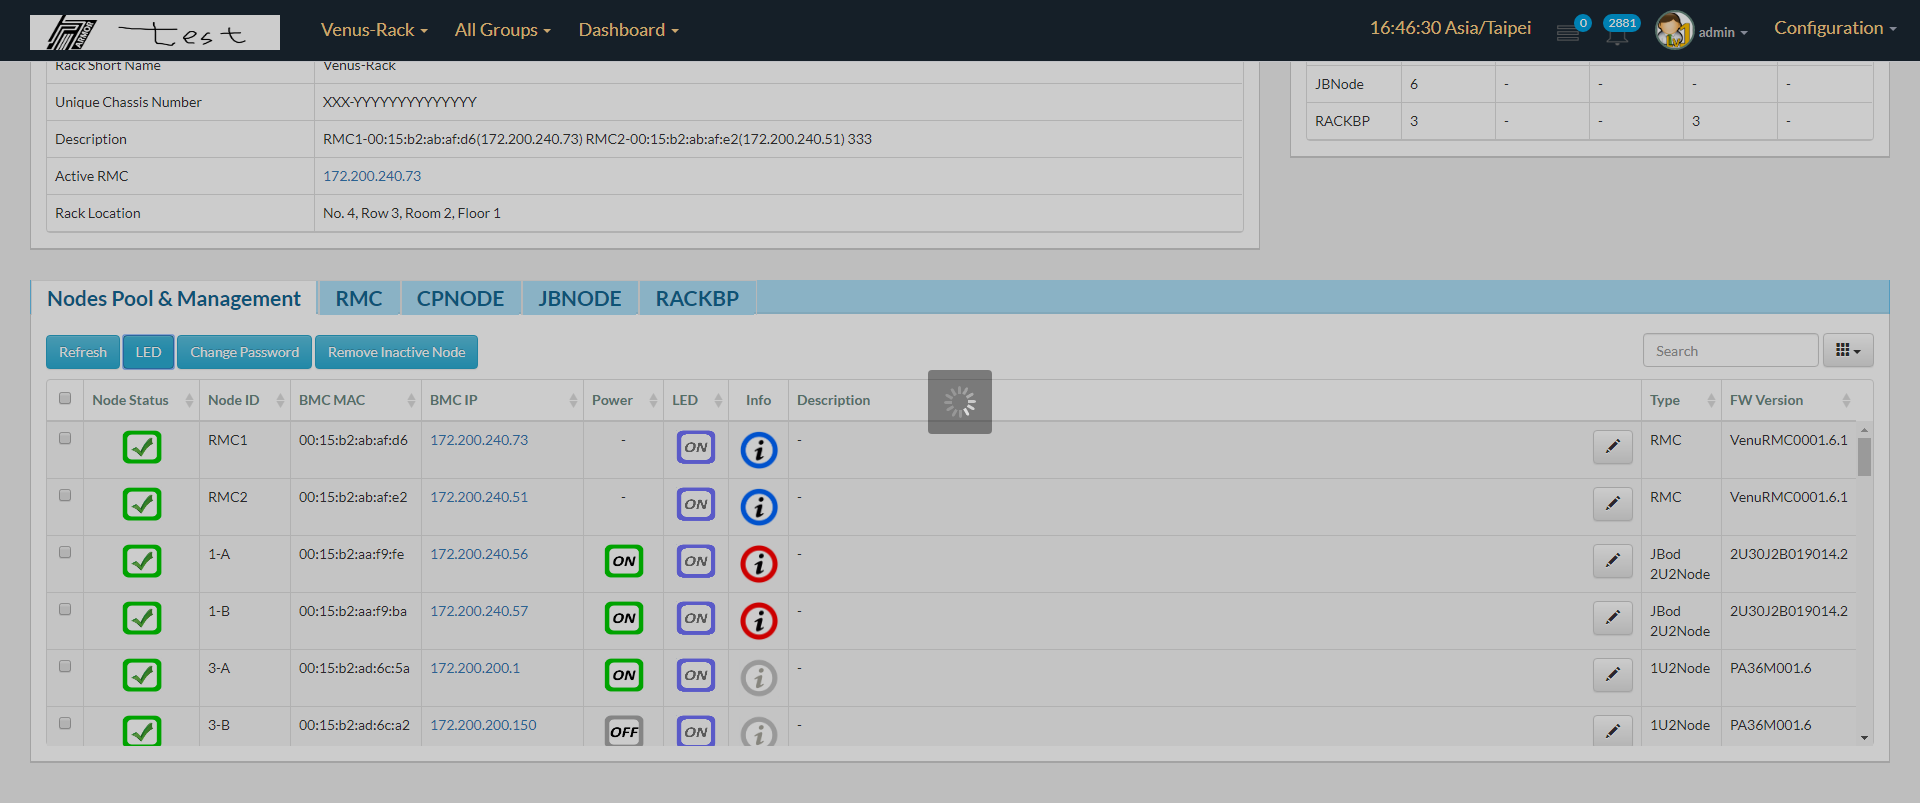 ARMOR test Venus-Rack All Groups Dashboard 16:46:30 Asia/Taipei 0 2881 admin Configuration
Rack Short Name Venus-Rack
Unique Chassis Number XXX-YYYYYYYYYYYYYY
Description RMC1-00:15:b2:ab:af:d6(172.200.240.73) RMC2-00:15:b2:ab:af:e2(172.200.240.51) 333
Active RMC 172.200.240.73
Rack Location No. 4, Row 3, Room 2, Floor 1
JBNode 6 - - - -
RACKBP 3 - - 3 -
Nodes Pool & Management RMC CPNODE JBNODE RACKBP
Refresh LED Change Password Remove Inactive Node Search
Node Status Node ID BMC MAC BMC IP Power LED Info Description Type FW Version
RMC1 00:15:b2:ab:af:d6 172.200.240.73 - ON i - RMC VenuRMC0001.6.1
RMC2 00:15:b2:ab:af:e2 172.200.240.51 - ON i - RMC VenuRMC0001.6.1
1-A 00:15:b2:aa:f9:fe 172.200.240.56 ON ON i - JBod 2U30J2B019014.2
2U2Node
1-B 00:15:b2:aa:f9:ba 172.200.240.57 ON ON i - JBod 2U30J2B019014.2
2U2Node
3-A 00:15:b2:ad:6c:5a 172.200.200.1 ON ON i - 1U2Node PA36M001.6
3-B 00:15:b2:ad:6c:a2 172.200.200.150 OFF ON i - 1U2Node PA36M001.6